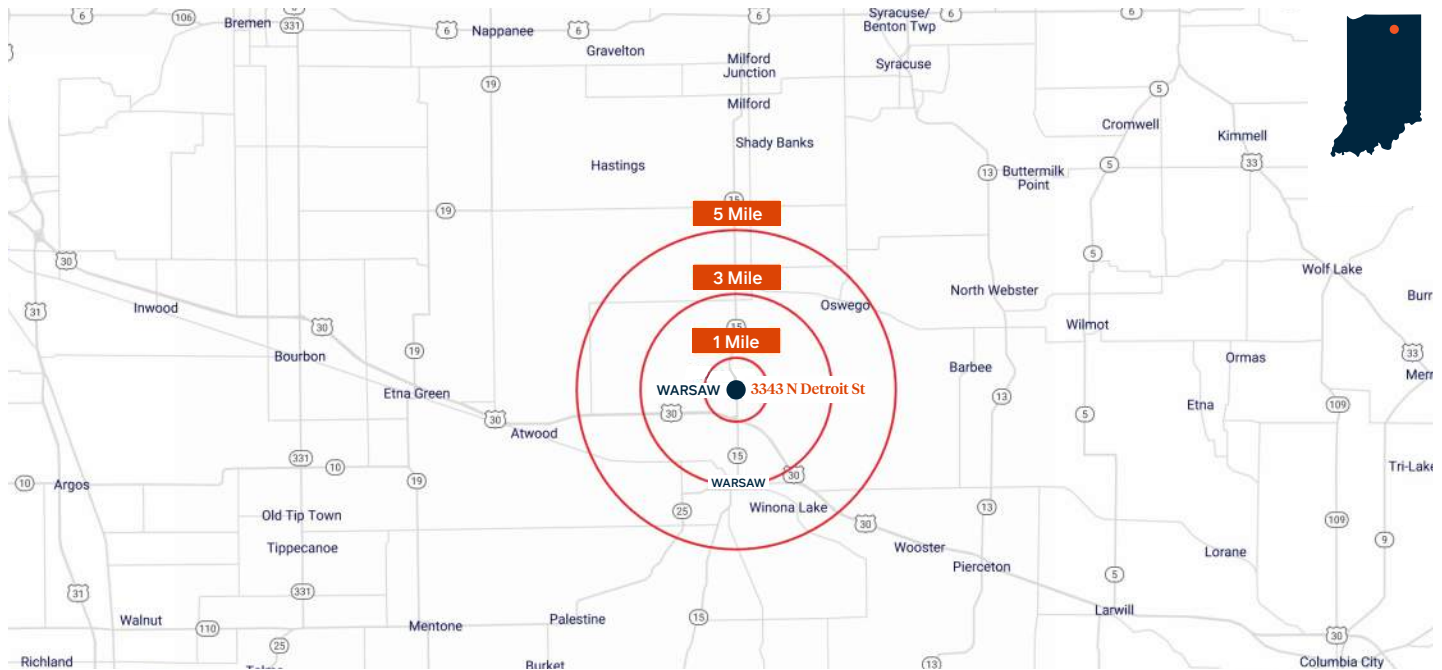 6
106
Bremen
331
6
Nappanee
6
Gravelton
6
Syracuse/
Benton Twp
6
6
Milford
Junction
Syracuse
19
5
Milford
Cromwell
Kimmell
Shady Banks
Hastings
33
5
13
Buttermilk
Point
15
19
5 Mile
30
5
Wolf Lake
3 Mile
Inwood
31
North Webster
Oswego
Burr
30
15
Wilmot
1 Mile
Bourbon
19
33
Ormas
Barbee
Merr
WARSAW
3343 N Detroit St
Etna Green
13
Etna
109
30
30
5
Atwood
15
331
10
30
Tri-Lake
10
Argos
19
WARSAW
Old Tip Town
25
Winona Lake
13
30
109
9
Tippecanoe
Wooster
Lorane
Pierceton
5
31
331
Larwill
Walnut
110
Mentone
Palestine
15
30
25
Richland
Burket
13
Columbia City